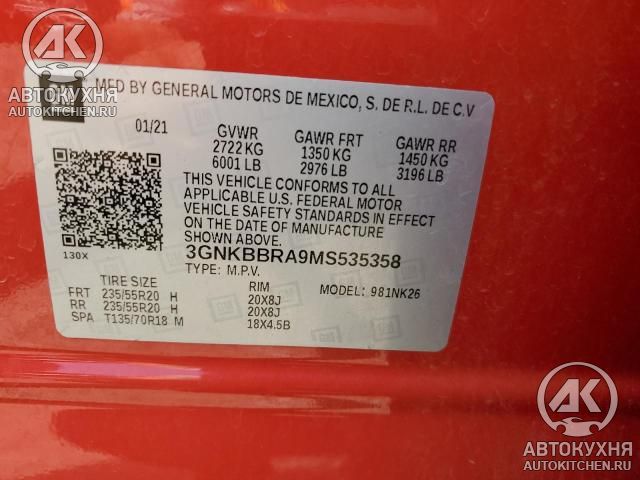 АК
АВТОКУХНЯ
AUTOKITCHEN.RU
MFD BY GENERAL MOTORS DE MEXICO, S. DE R.L. DE C.V
01/21
GVWR GAWR FRT GAWR RR
2722 KG 1350 KG 1450 KG
6001 LB 2976 LB 3196 LB
THIS VEHICLE CONFORMS TO ALL
APPLICABLE U.S. FEDERAL MOTOR
VEHICLE SAFETY STANDARDS IN EFFECT
ON THE DATE OF MANUFACTURE
SHOWN ABOVE.
130X
3GNKBBRA9MS535358
TYPE: M.P.V.
TIRE SIZE RIM MODEL: 981NK26
FRT 235/55R20 H 20X8J
RR 235/55R20 H 20X8J
SPA T135/70R18 M 18X4.5B
АК
АВТОКУХНЯ
AUTOKITCHEN.RU